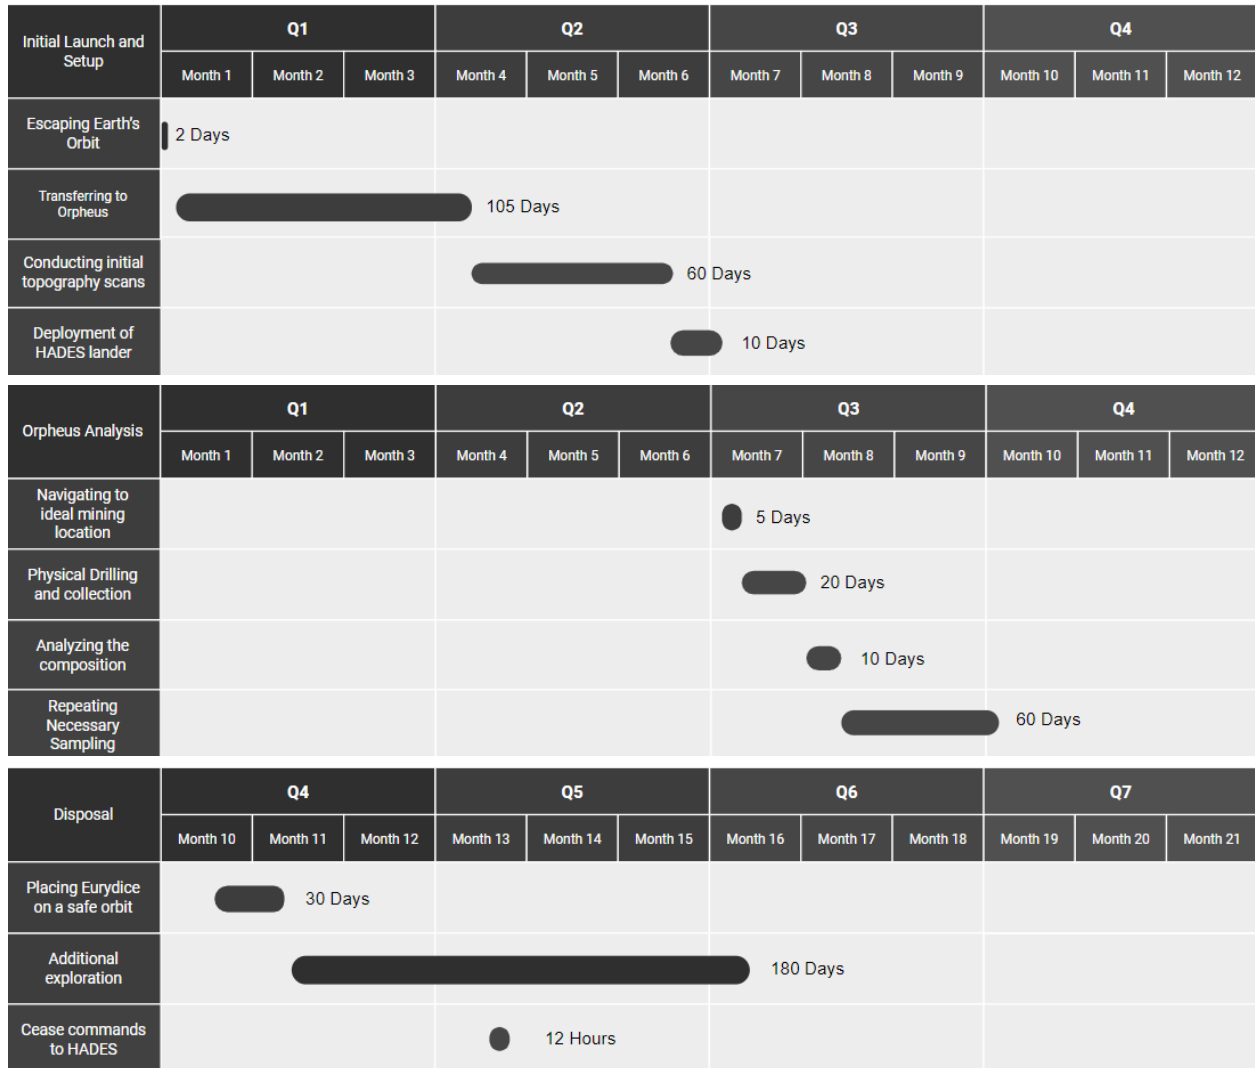 Initial Launch and
Setup
Q1
Q2
Q3
Q4
Month 1
Month 2
Month 3
Month 4
Month 5
Month 6
Month 7
Month 8
Month 9
Month 10
Month 11
Month 12
Escaping Earth's
Orbit
2 Days
Transferring to
Orpheus
105 Days
Conducting initial
topography scans
60 Days
Deployment of
HADES lander
10 Days
Orpheus Analysis
Q1
Q2
Q3
Q4
Month 1
Month 2
Month 3
Month 4
Month 5
Month 6
Month 7
Month 8
Month 9
Month 10
Month 11
Month 12
Navigating to
ideal mining
location
5 Days
Physical Drilling
and collection
20 Days
Analyzing the
composition
10 Days
Repeating
Necessary
Sampling
60 Days
Disposal
Q4
Q5
Q6
Q7
Month 10
Month 11
Month 12
Month 13
Month 14
Month 15
Month 16
Month 17
Month 18
Month 19
Month 20
Month 21
Placing Eurydice
on a safe orbit
30 Days
Additional
exploration
180 Days
Cease commands
to HADES
12 Hours